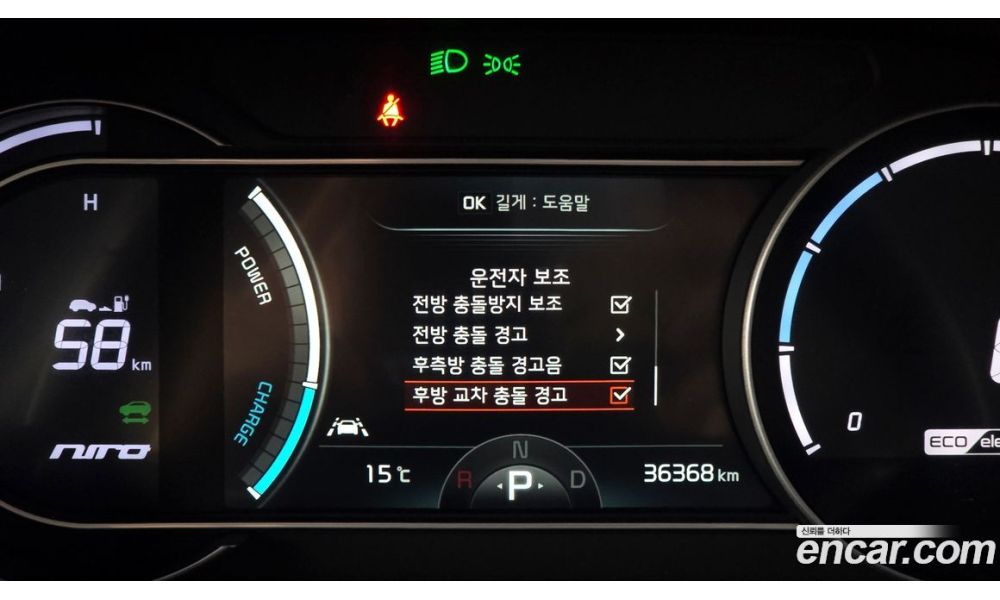 OK 길게 : 도움말
H
POWER
운전자 보조
전방 충돌방지 보조
전방 충돌 경고
후측방 충돌 경고음
후방 교차 충돌 경고
58 km
CHARGE
NIRO
0
ECO ele
15℃
R
N
P
D
36368 km
신뢰를 더하다
encar.com